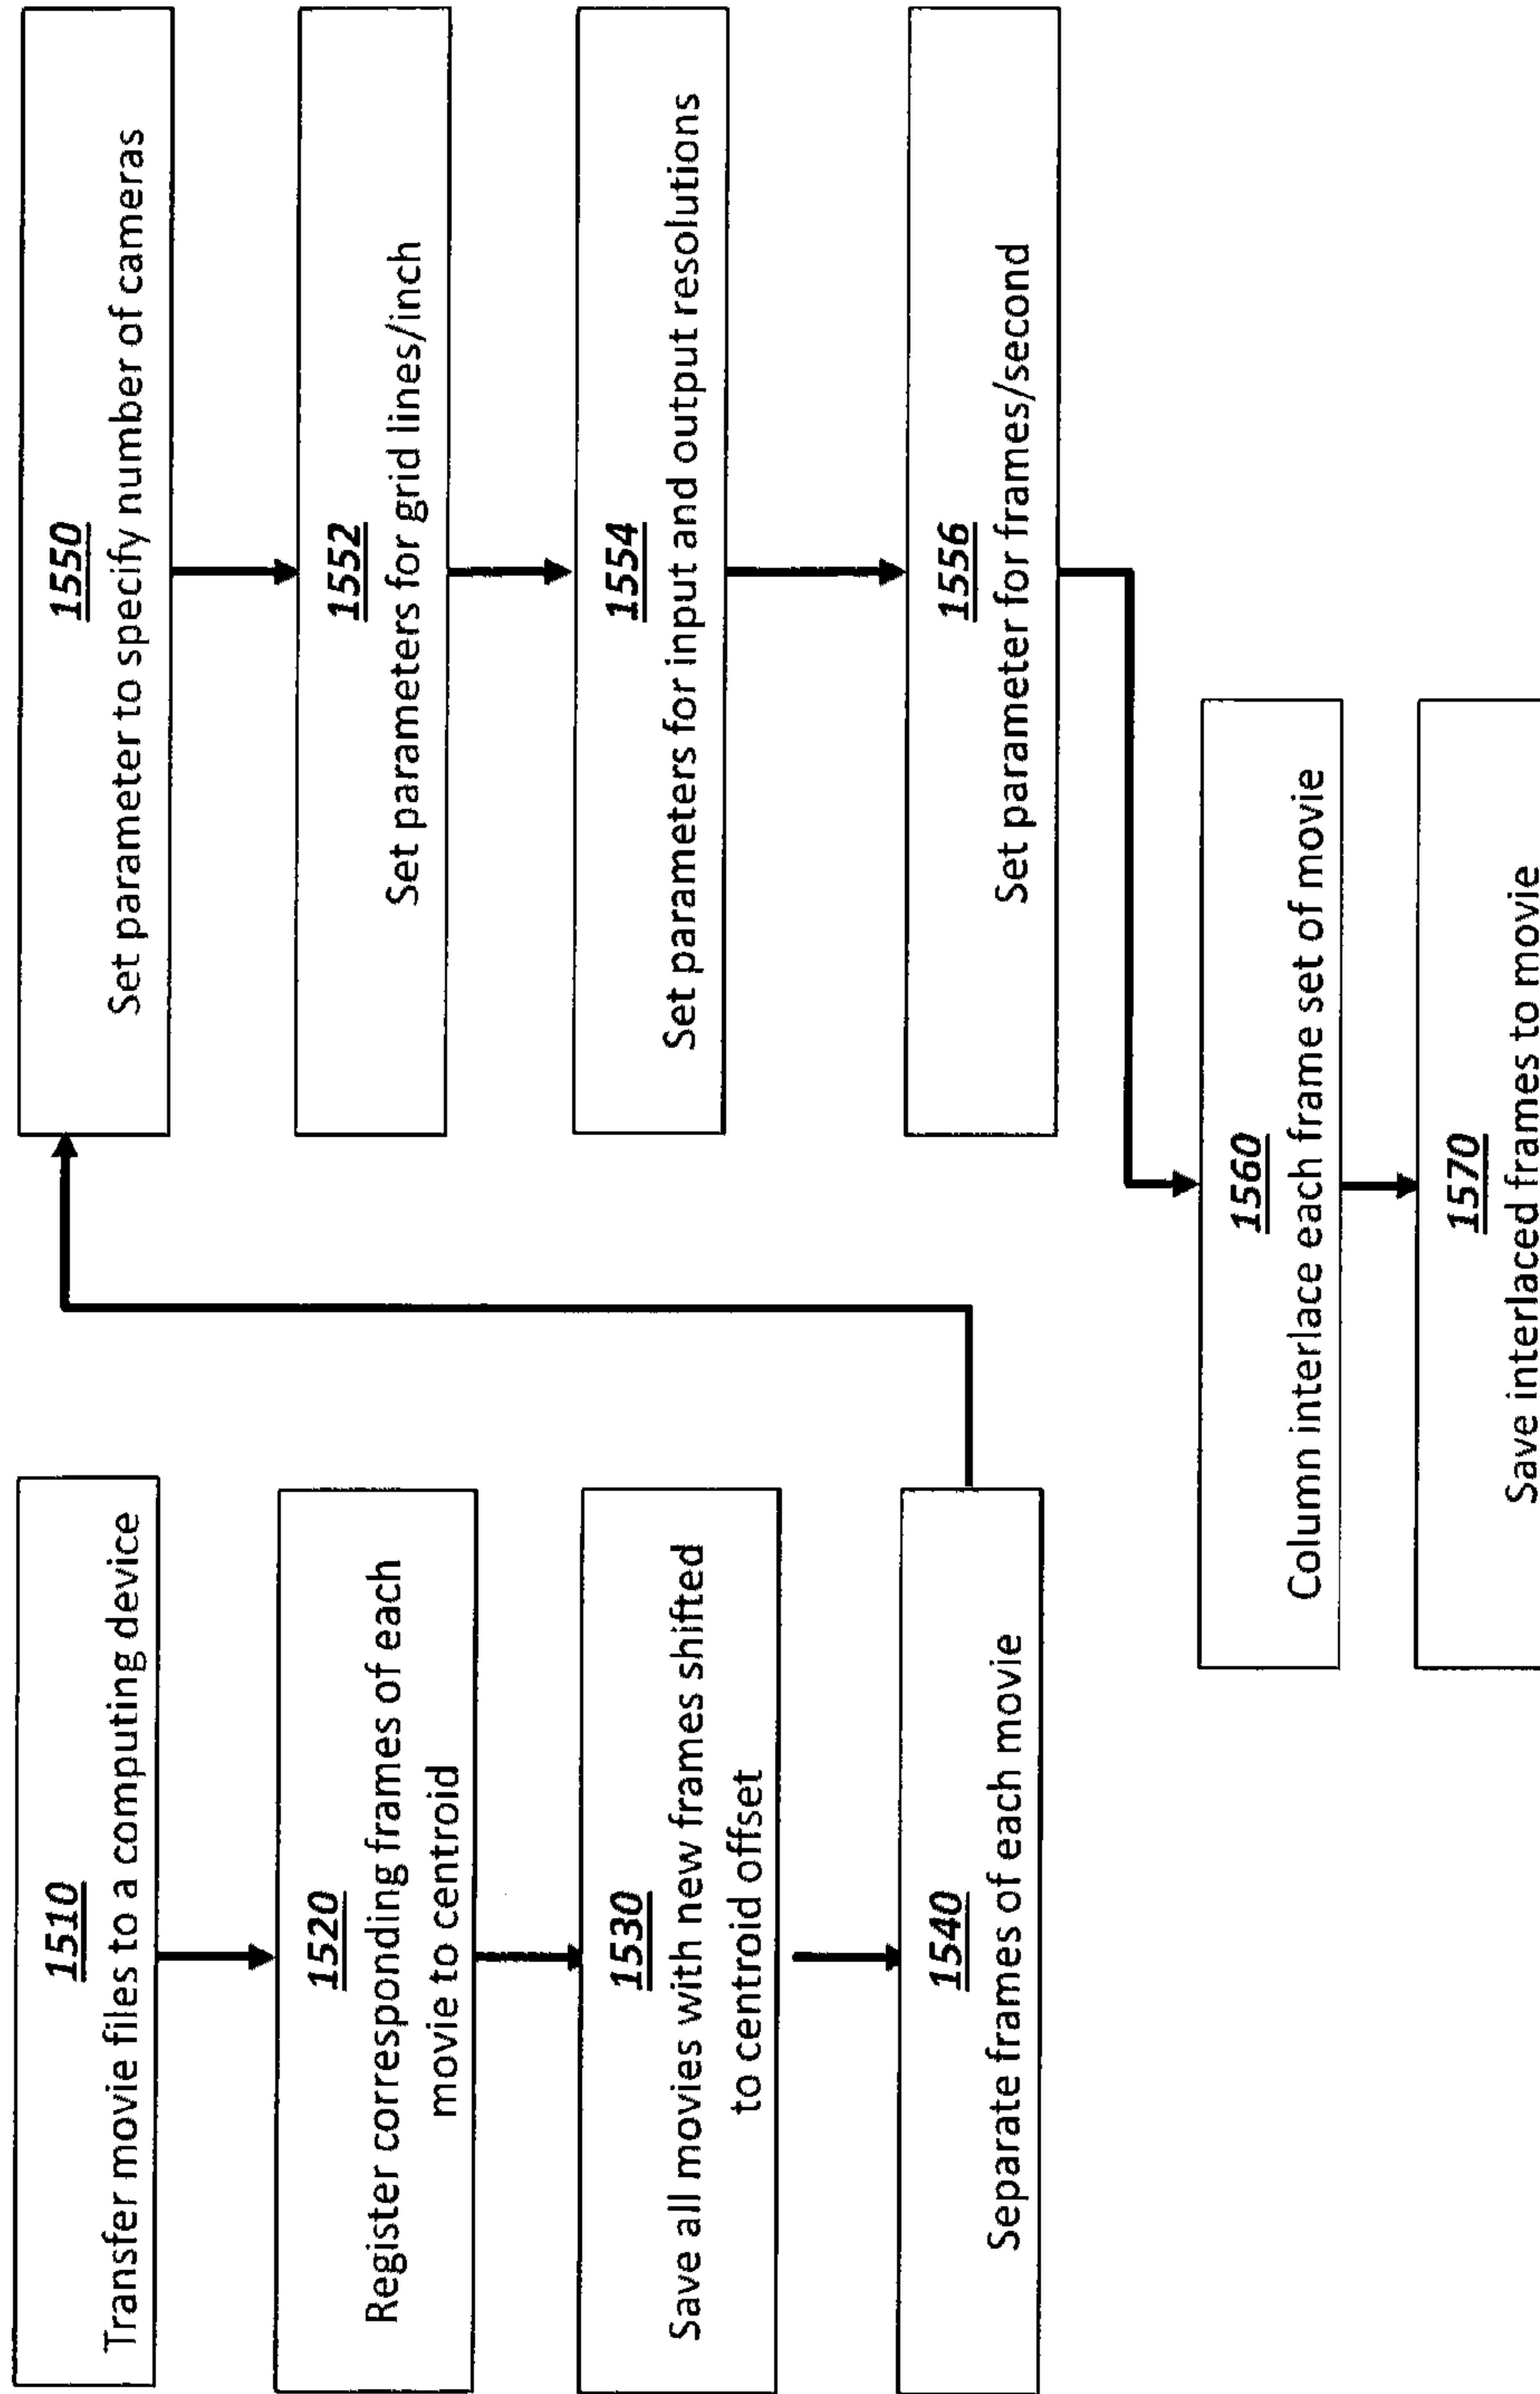 1510
Transfer movie files to a computing device
1520
Register corresponding frames of each
movie to centroid
1530
Save all movies with new frames shifted
to centroid offset
1540
Separate frames of each movie
1550
Set parameter to specify number of cameras
1552
Set parameters for grid lines/inch
1554
Set parameters for input and output resolutions
1556
Set parameter for frames/second
1560
Column interlace each frame set of movie
1570
Save interlaced frames to movie